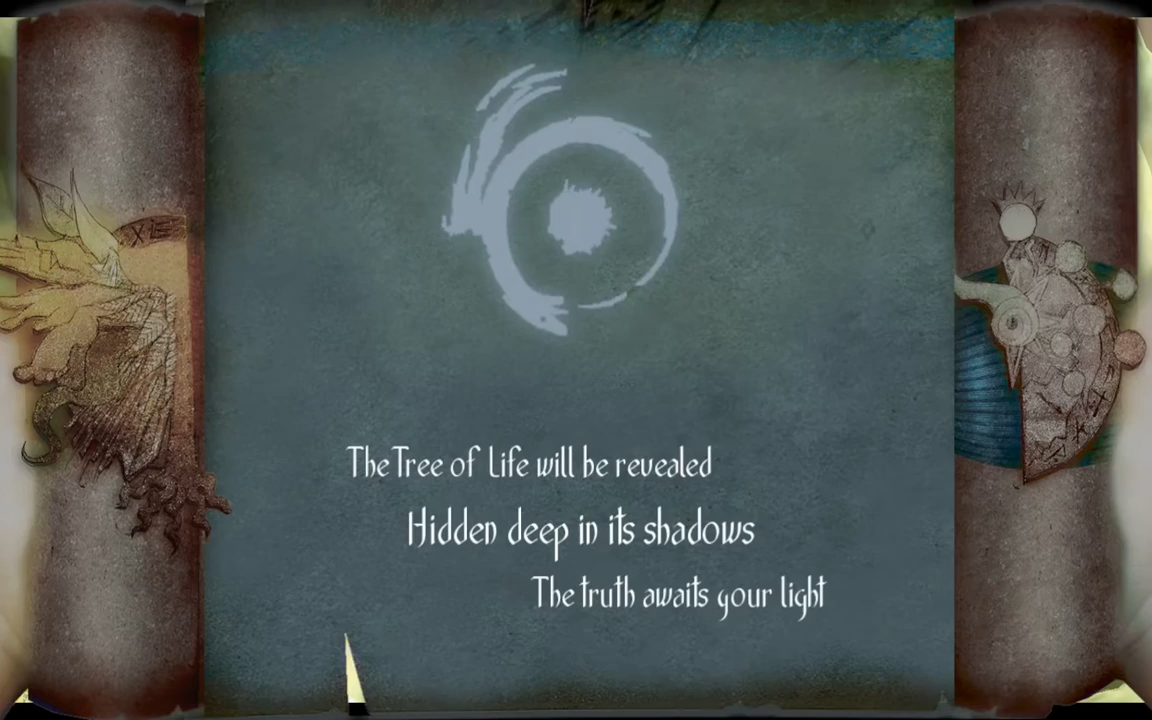 The Tree of Life will be revealed
Hidden deep in its shadows
The truth awaits your light